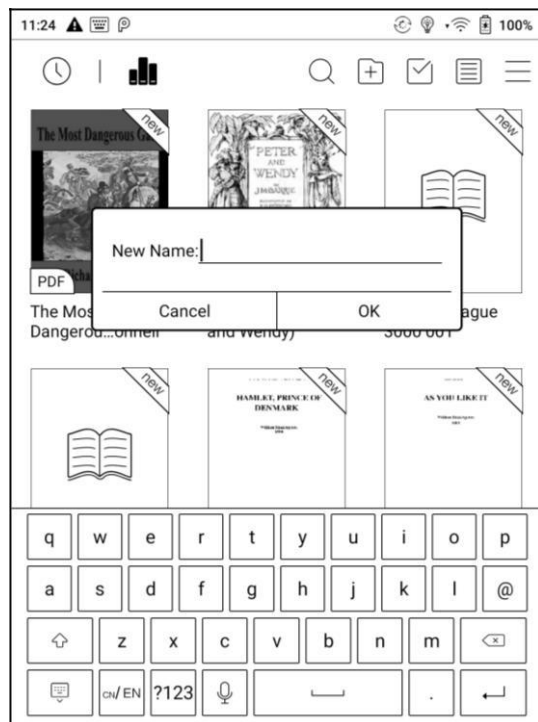 11:24 100%
new new new
The Most Dangerous
PETER
AND
WENDY
BY
J.M.BARRIE
New Name:
PDF
Cancel OK
The Mos ague
Dangerou...onnell and Wendy) 3000 001
new new new
HAMLET, PRINCE OF
DENMARK
AS YOU LIKE IT
q w e r t y u i o p
a s d f g h j k l @
z x c v b n m
CN/EN ?123 .